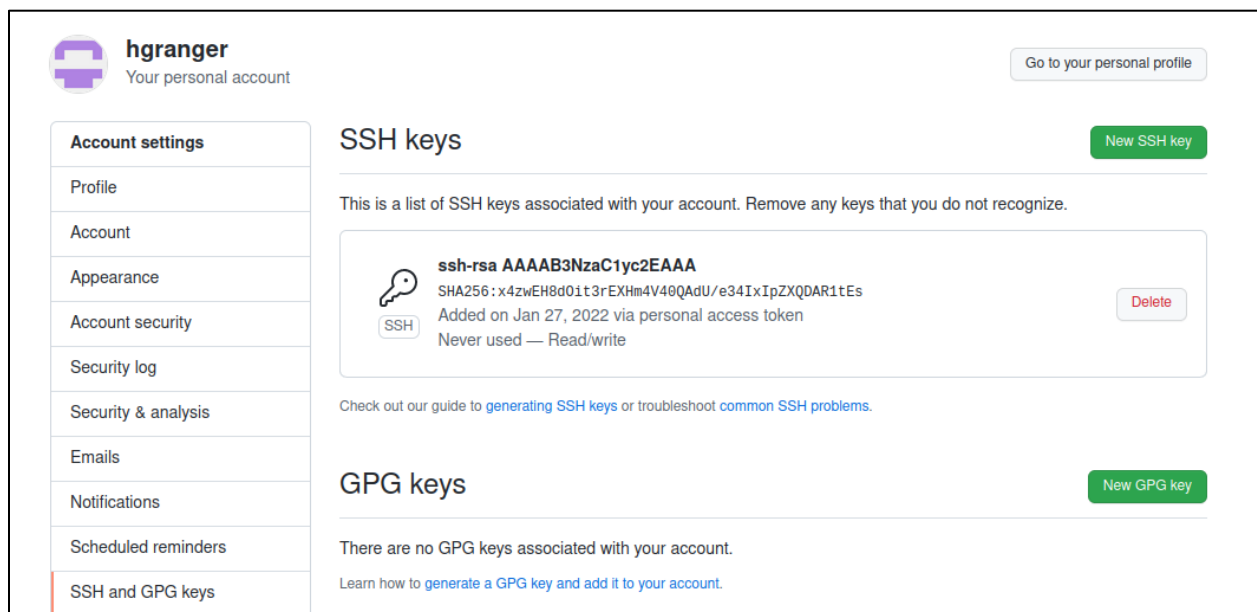 hgranger
Your personal account
Go to your personal profile
Account settings
Profile
Account
Appearance
Account security
Security log
Security & analysis
Emails
Notifications
Scheduled reminders
SSH and GPG keys
SSH keys
New SSH key
This is a list of SSH keys associated with your account. Remove any keys that you do not recognize.
ssh-rsa AAAAB3NzaC1yc2EAAA
SHA256:x4zwEH8dOit3rEXHm4V40QAdU/e34IxIpZXQDAR1tEs
Added on Jan 27, 2022 via personal access token
Never used — Read/write
SSH
Delete
Check out our guide to generating SSH keys or troubleshoot common SSH problems.
GPG keys
New GPG key
There are no GPG keys associated with your account.
Learn how to generate a GPG key and add it to your account.